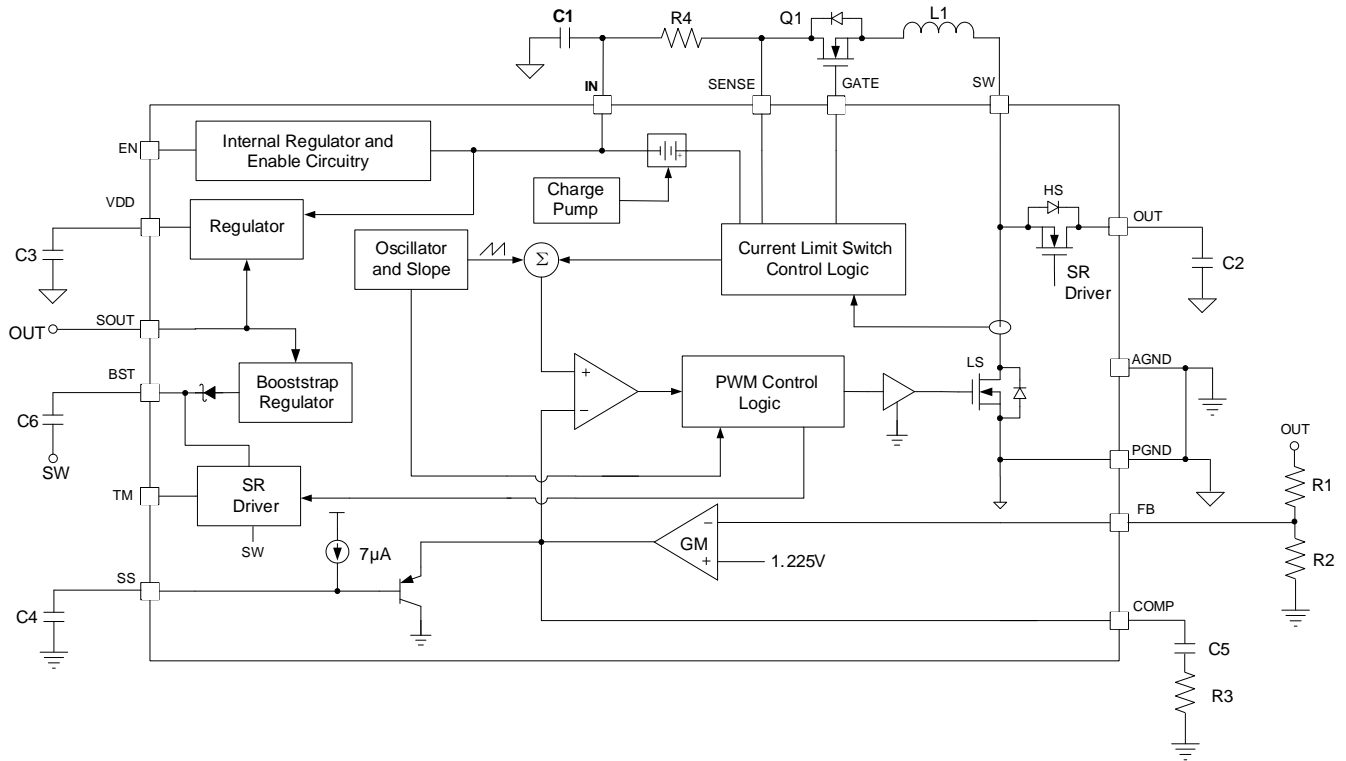 C1
R4
Q1
L1
IN
SENSE
GATE
SW
EN
Internal Regulator and
Enable Circuitry
+
Charge
Pump
VDD
Regulator
C3
Oscillator
and Slope
Σ
Current Limit Switch
Control Logic
HS
OUT
SR
Driver
C2
SOUT
OUT
BST
Booststrap
Regulator
C6
SW
+
−
PWM Control
Logic
LS
AGND
PGND
OUT
R1
TM
SR
Driver
SW
7µA
FB
GM
−
+
1.225V
R2
SS
C4
COMP
C5
R3